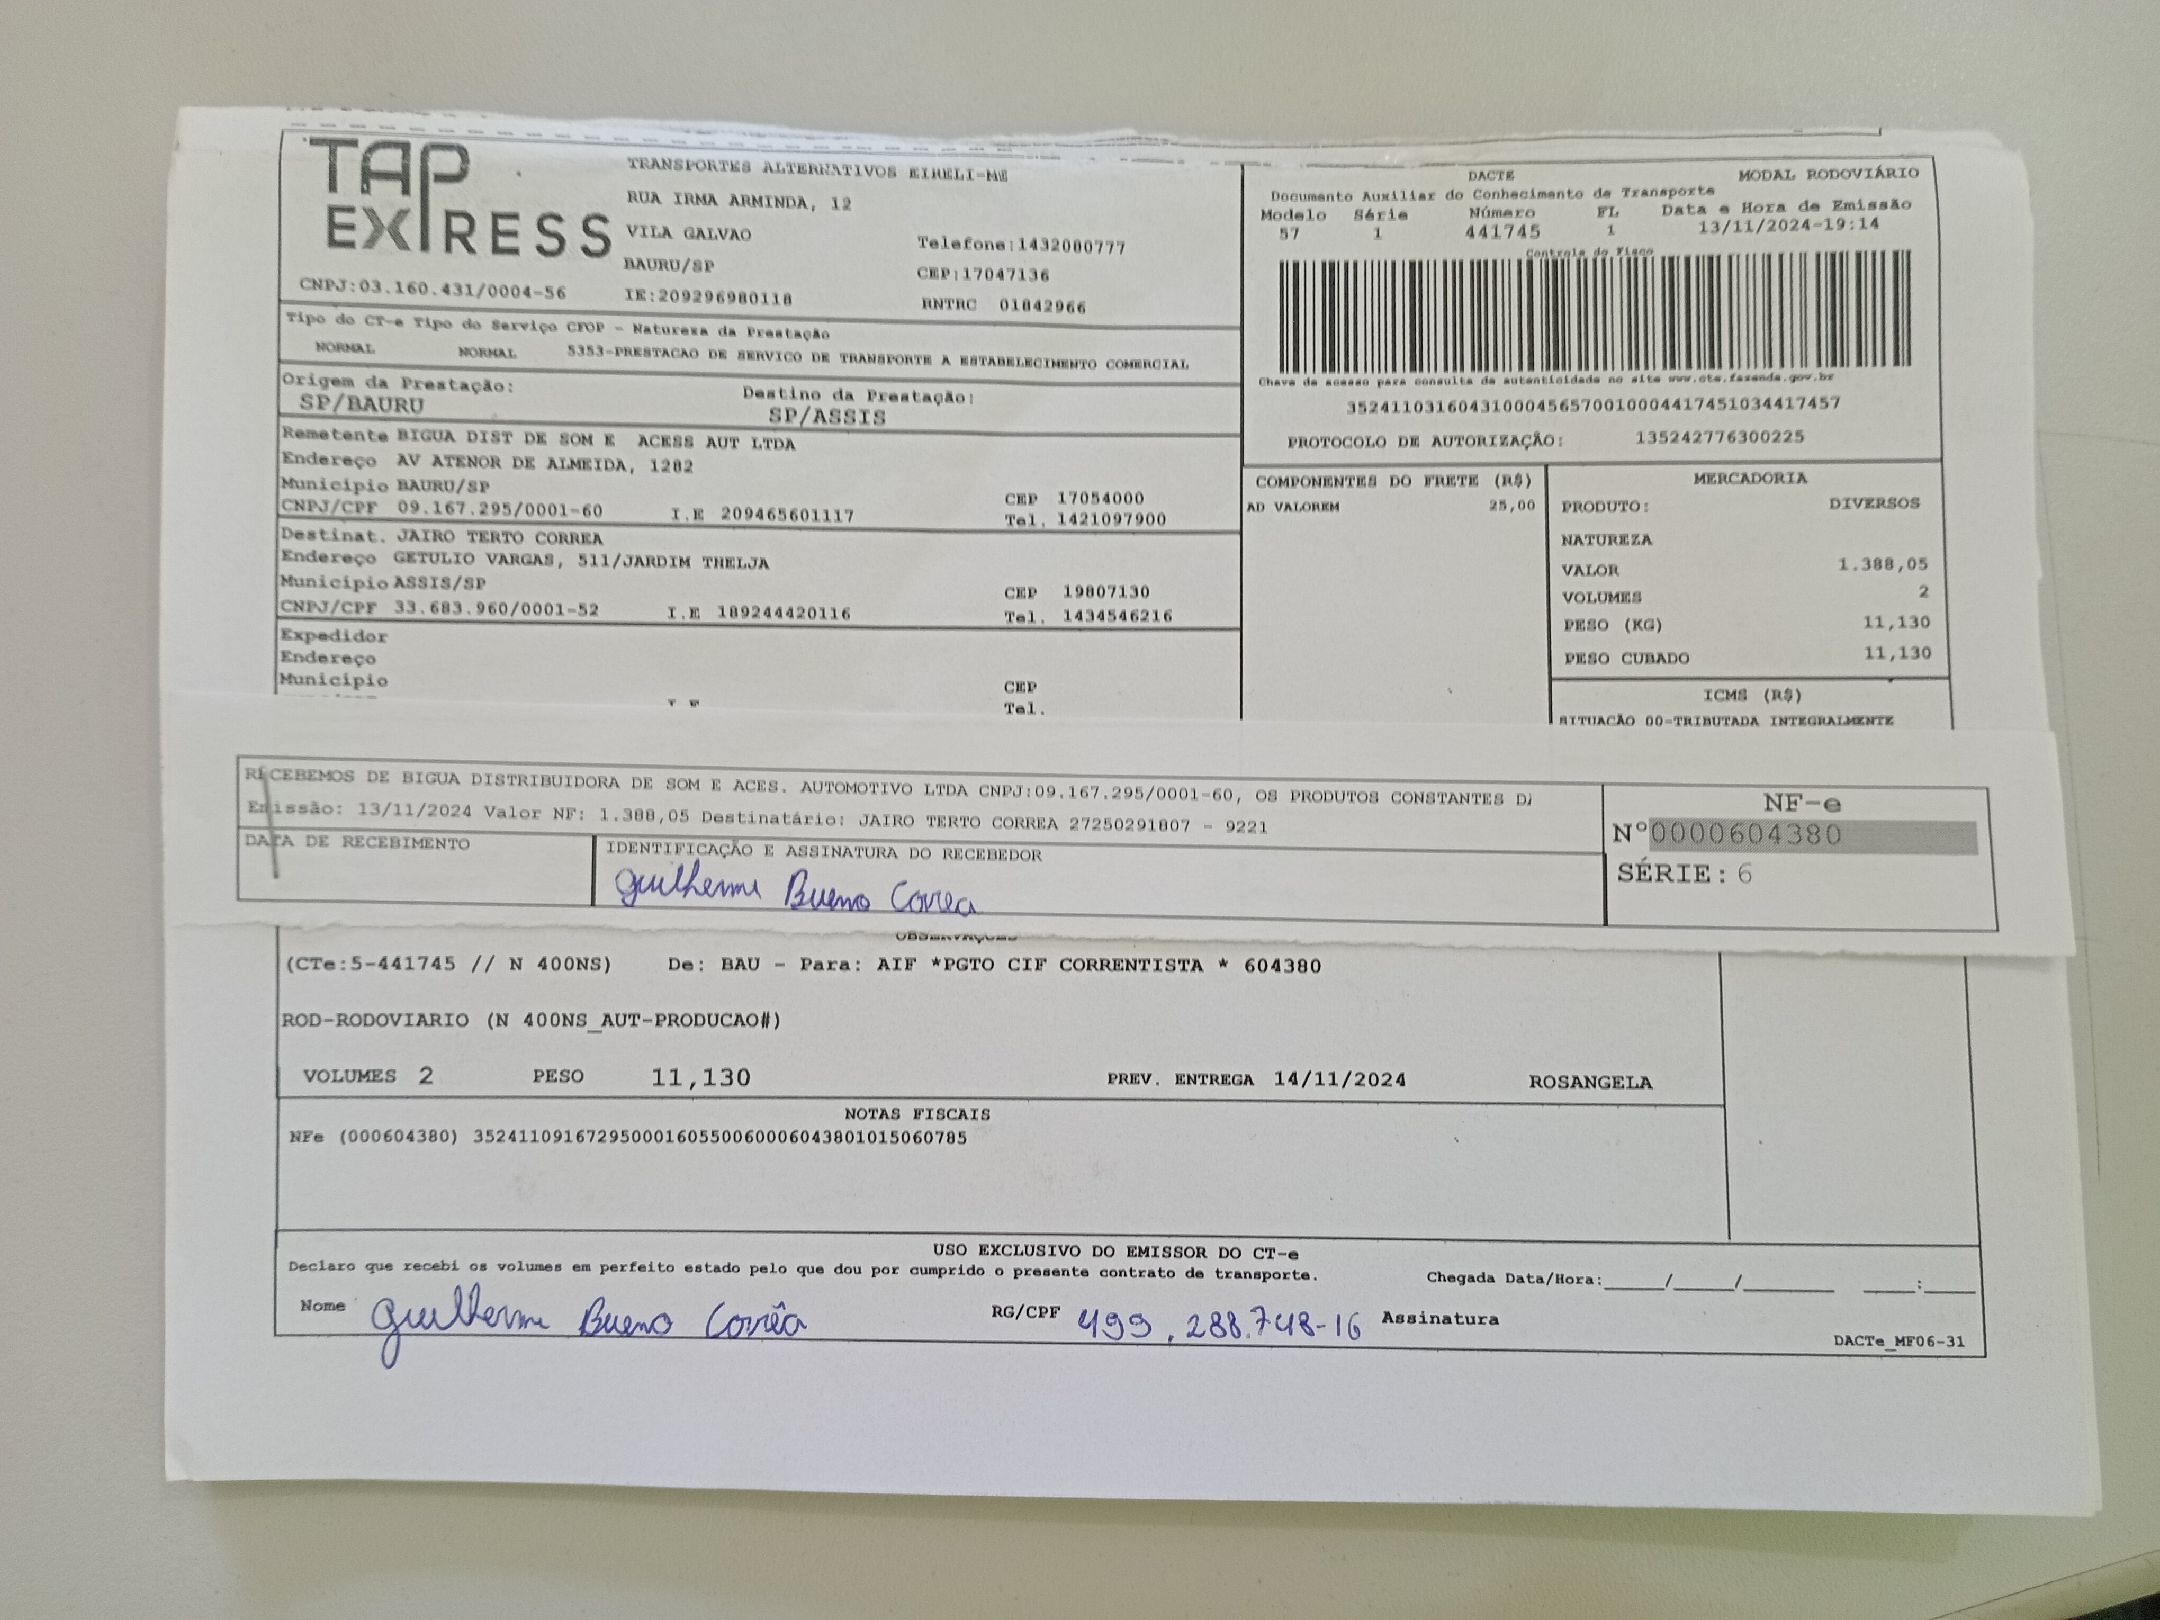 TAP
EXPRESS
TRANSPORTES ALTERNATIVOS EIRELI-ME
RUA IRMA ARMINDA, 12
VILA GALVAO
Telefone:1432080777
BAURU/SP
CEP:17047136
CNPJ:03.160.431/0004-56
IE:209296980118
RNTRC 01842966
DACTE
MODAL RODOVIÁRIO
Documento Auxiliar do Conhecimento de Transporte
Modelo Série Número FL Data e Hora de Emissão
57 1 441745 1 13/11/2024-19:14
Controle do Fisco
Chave de acesso para consulta de autenticidade no site www.cte.fazenda.gov.br
35241103160431000456570010004417451034417457
PROTOCOLO DE AUTORIZAÇÃO: 135242776300225
Tipo do CT-e Tipo do Serviço CFOP - Natureza da Prestação
NORMAL NORMAL 5353-PRESTACAO DE SERVICO DE TRANSPORTE A ESTABELECIMENTO COMERCIAL
Origem da Prestação: Destino da Prestação:
SP/BAURU SP/ASSIS
Remetente BIGUA DIST DE SOM E ACESS AUT LTDA
Endereço AV ATENOR DE ALMEIDA, 1282
Município BAURU/SP CEP 17054000
CNPJ/CPF 09.167.295/0001-60 I.E 209465601117 Tel. 1421097900
Destinat. JAIRO TERTO CORREA
Endereço GETULIO VARGAS, 511/JARDIM THELJA
Município ASSIS/SP CEP 19807130
CNPJ/CPF 33.683.960/0001-52 I.E 189244420116 Tel. 1434546216
Expedidor
Endereço
Município CEP
Tel.
COMPONENTES DO FRETE (R$)
AD VALOREM 25,00
MERCADORIA
PRODUTO: DIVERSOS
NATUREZA
VALOR 1.388,05
VOLUMES 2
PESO (KG) 11,130
PESO CUBADO 11,130
ICMS (R$)
SITUACÃO 00-TRIBUTADA INTEGRALMENTE
RECEBEMOS DE BIGUA DISTRIBUIDORA DE SOM E ACES. AUTOMOTIVO LTDA CNPJ:09.167.295/0001-60, OS PRODUTOS CONSTANTES DA
Emissão: 13/11/2024 Valor NF: 1.388,05 Destinatário: JAIRO TERTO CORREA 27250291807 - 9221
DATA DE RECEBIMENTO
IDENTIFICAÇÃO E ASSINATURA DO RECEBEDOR
Guilherme Bueno Correa
NF-e
N°0000604380
SÉRIE: 6
OBSERVAÇÕES
(CTe:5-441745 // N 400NS) De: BAU - Para: AIF *PGTO CIF CORRENTISTA * 604380
ROD-RODOVIARIO (N 400NS_AUT-PRODUCAO#)
VOLUMES 2 PESO 11,130 PREV. ENTREGA 14/11/2024 ROSANGELA
NOTAS FISCAIS
NFe (000604380) 35241109167295000160550060006043801015060785
USO EXCLUSIVO DO EMISSOR DO CT-e
Declaro que recebi os volumes em perfeito estado pelo que dou por cumprido o presente contrato de transporte.
Chegada Data/Hora:____/____/______ ____:____
Nome Guilherme Bueno Corrêa RG/CPF 499.288.748-16 Assinatura
DACTe_MF06-31